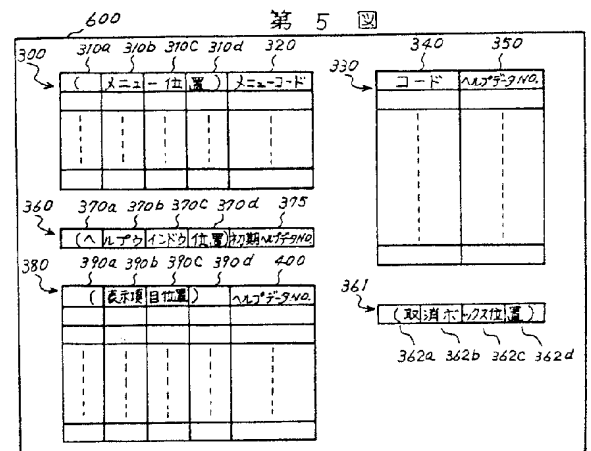 第 5 図
600
300 310a 310b 310c 310d 320
(メニュー位置) メニューコード
330 340 350
コード ヘルプデータNO.
360 370a 370b 370c 370d 375
(ヘルプウインドウ位置)初期ヘルプデータNO.
380 390a 390b 390c 390d 400
(表示項目位置) ヘルプデータNO.
361
(取消ボックス位置)
362a 362b 362c 362d